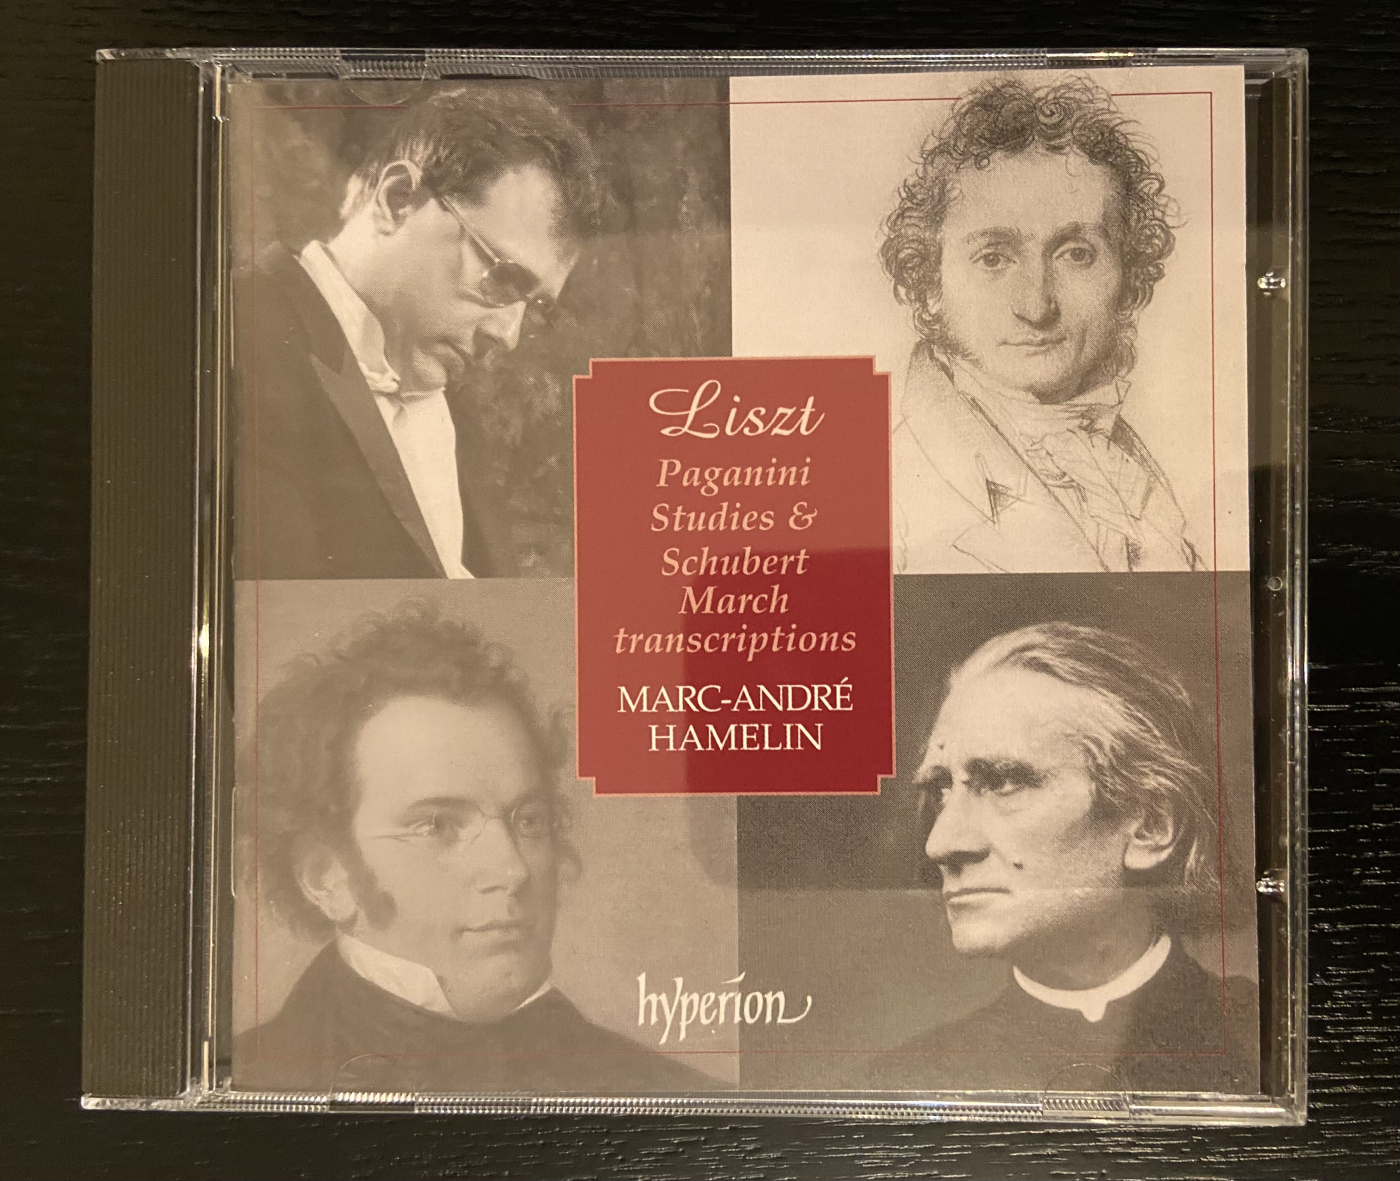 Liszt
Paganini
Studies &
Schubert
March
transcriptions
MARC-ANDRÉ
HAMELIN
hyperion